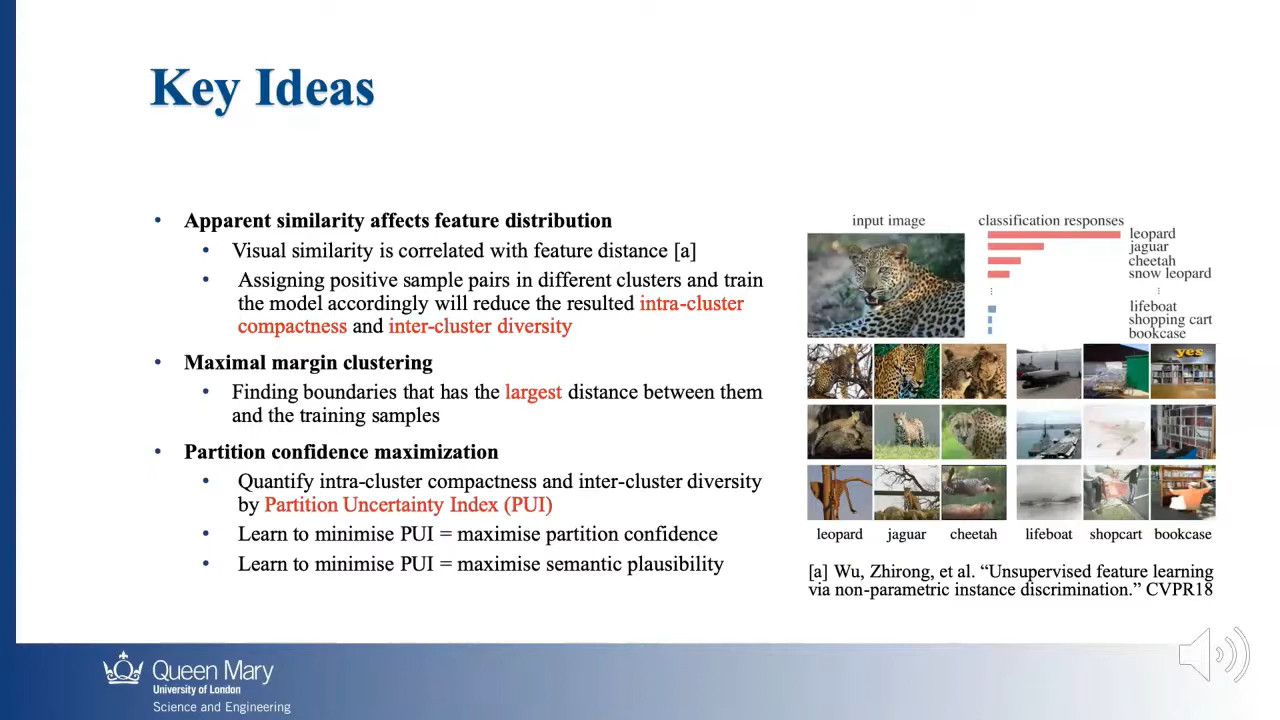 Key Ideas
• Apparent similarity affects feature distribution
• Visual similarity is correlated with feature distance [a]
• Assigning positive sample pairs in different clusters and train
the model accordingly will reduce the resulted intra-cluster
compactness and inter-cluster diversity
• Maximal margin clustering
• Finding boundaries that has the largest distance between them
and the training samples
• Partition confidence maximization
• Quantify intra-cluster compactness and inter-cluster diversity
by Partition Uncertainty Index (PUI)
• Learn to minimise PUI = maximise partition confidence
• Learn to minimise PUI = maximise semantic plausibility
input image
classification responses
leopard
jaguar
cheetah
snow leopard
lifeboat
shopping cart
bookcase
yes
leopard jaguar cheetah lifeboat shopcart bookcase
[a] Wu, Zhirong, et al. “Unsupervised feature learning
via non-parametric instance discrimination.” CVPR18
Queen Mary
University of London
Science and Engineering